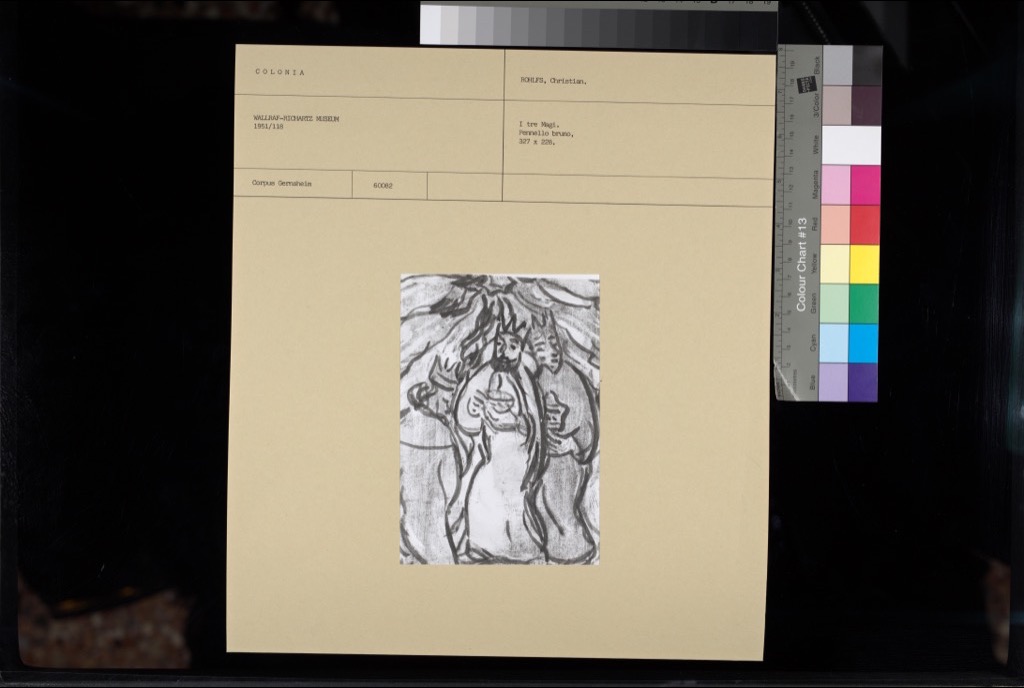 COLONIA
ROHLFS, Christian.
WALLRAF-RICHARTZ MUSEUM
1951/118
I tre Magi.
Pennello bruno,
327 x 226.
Corpus Gernsheim
60082
Colour Chart #13
Black
3/Color
White
Magenta
Red
Yellow
Green
Cyan
Blue